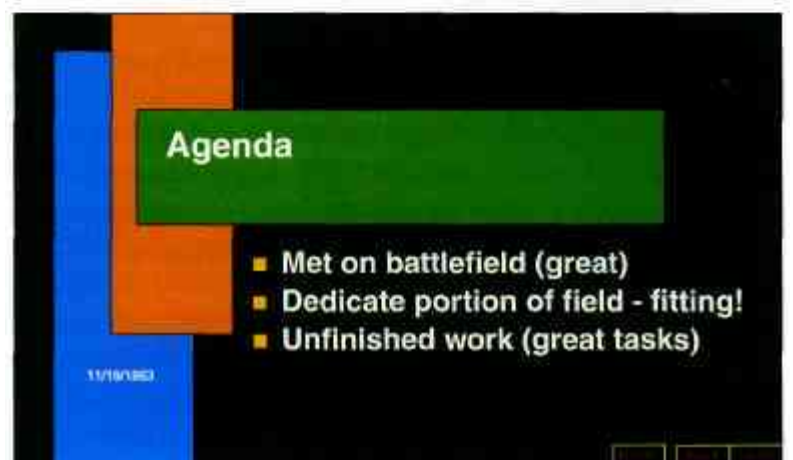 Agenda
Met on battlefield (great)
Dedicate portion of field - fitting!
Unfinished work (great tasks)
11/19/1863